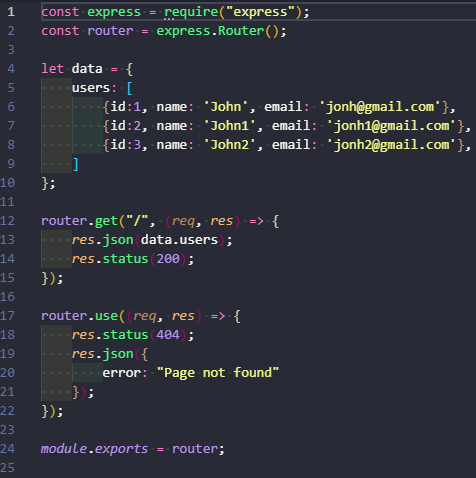 1 const express = require("express");
2 const router = express.Router();
3
4 let data = {
5     users: [
6         {id:1, name: 'John', email: 'jonh@gmail.com'},
7         {id:2, name: 'John1', email: 'jonh1@gmail.com'},
8         {id:3, name: 'John2', email: 'jonh2@gmail.com'},
9     ]
10 };
11
12 router.get("/", (req, res) => {
13     res.json(data.users);
14     res.status(200);
15 });
16
17 router.use((req, res) => {
18     res.status(404);
19     res.json({
20         error: "Page not found"
21     });
22 });
23
24 module.exports = router;
25